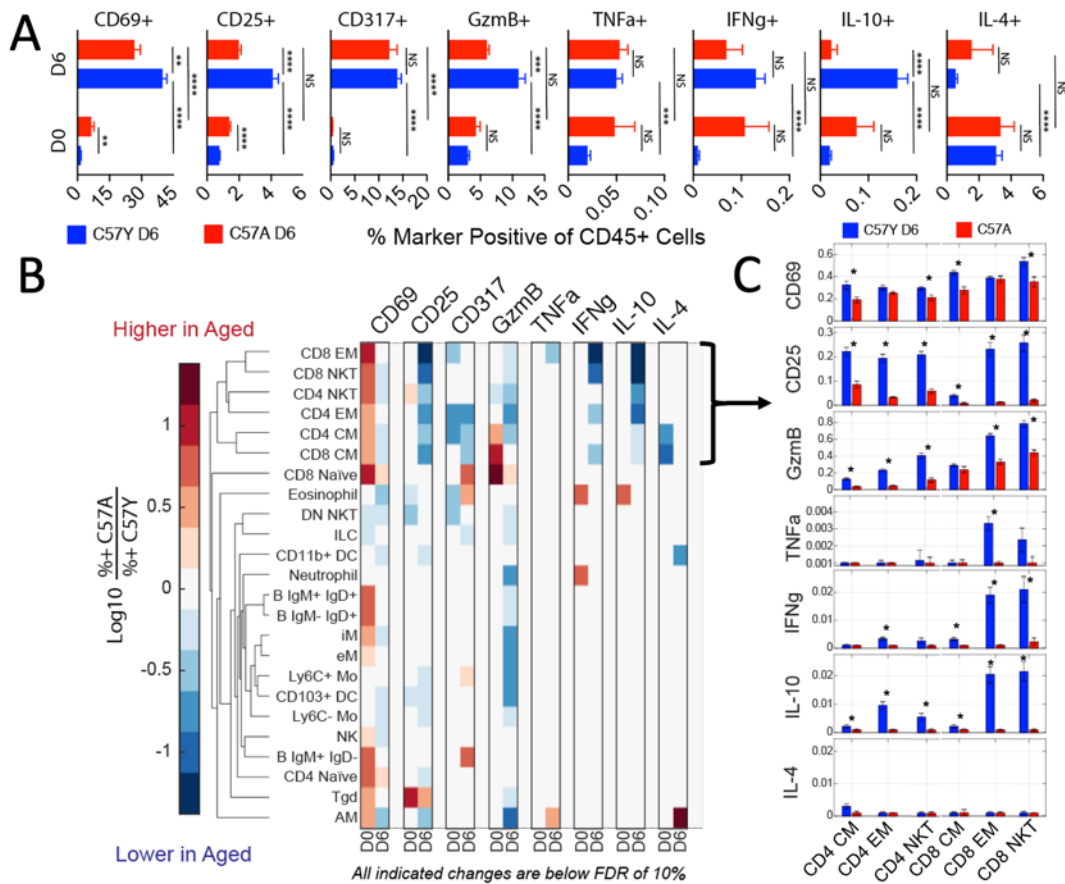 A
CD69+ CD25+ CD317+ GzmB+ TNFa+ IFNg+ IL-10+ IL-4+
D6
** **** NS *** NS NS **** NS
**** NS **** NS NS NS NS NS
**** **** **** **** *** **** **** ****
D0
** **** NS NS NS NS NS NS
0 15 30 45 0 2 4 6 0 5 10 15 20 0 5 10 15 0 0.05 0.1 0 0.1 0.2 0 0.1 0.2 0 2 4 6
C57Y D6 C57A D6 % Marker Positive of CD45+ Cells C57Y D6 C57A
B
Higher in Aged
CD69 CD25 CD317 GzmB TNFa IFNg IL-10 IL-4
Log10 %+ C57A
%+ C57Y
1
0.5
0
-0.5
-1
Lower in Aged
CD8 EM
CD8 NKT
CD4 NKT
CD4 EM
CD4 CM
CD8 CM
CD8 Naïve
Eosinophil
DN NKT
ILC
CD11b+ DC
Neutrophil
B IgM+ IgD+
B IgM- IgD+
iM
eM
Ly6C+ Mo
CD103+ DC
Ly6C- Mo
NK
B IgM+ IgD-
CD4 Naïve
Tgd
AM
D0 D6 D0 D6 D0 D6 D0 D6 D0 D6 D0 D6 D0 D6 D0 D6
All indicated changes are below FDR of 10%
C
CD69
0.6
0.4
0.2
0
* * * *
CD25
0.25
0.2
0.1
0
* * * * * *
GzmB
0.8
0.6
0.4
0.2
0
* * * * *
TNFa
0.004
0.003
0.002
0.001
*
IFNg
0.02
0.01
0
* * * *
IL-10
0.02
0.01
0
* * * * * *
IL-4
0.02
0.01
0
CD4 CM CD4 EM CD4 NKT CD8 CM CD8 EM CD8 NKT